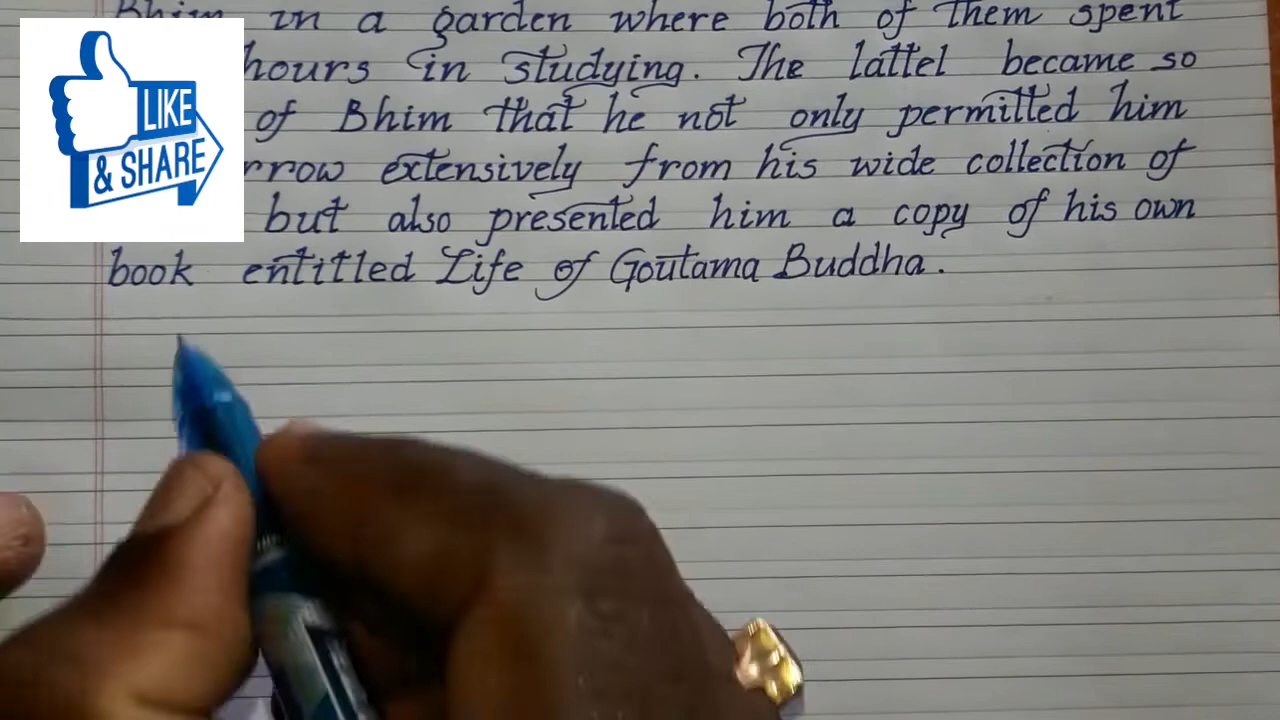 Bhim in a garden where both of them spent
hours in studying. The lattel became so
of Bhim that he not only permitted him
rrow extensively from his wide collection of
but also presented him a copy of his own
book entitled Life of Goutama Buddha.
LIKE
& SHARE